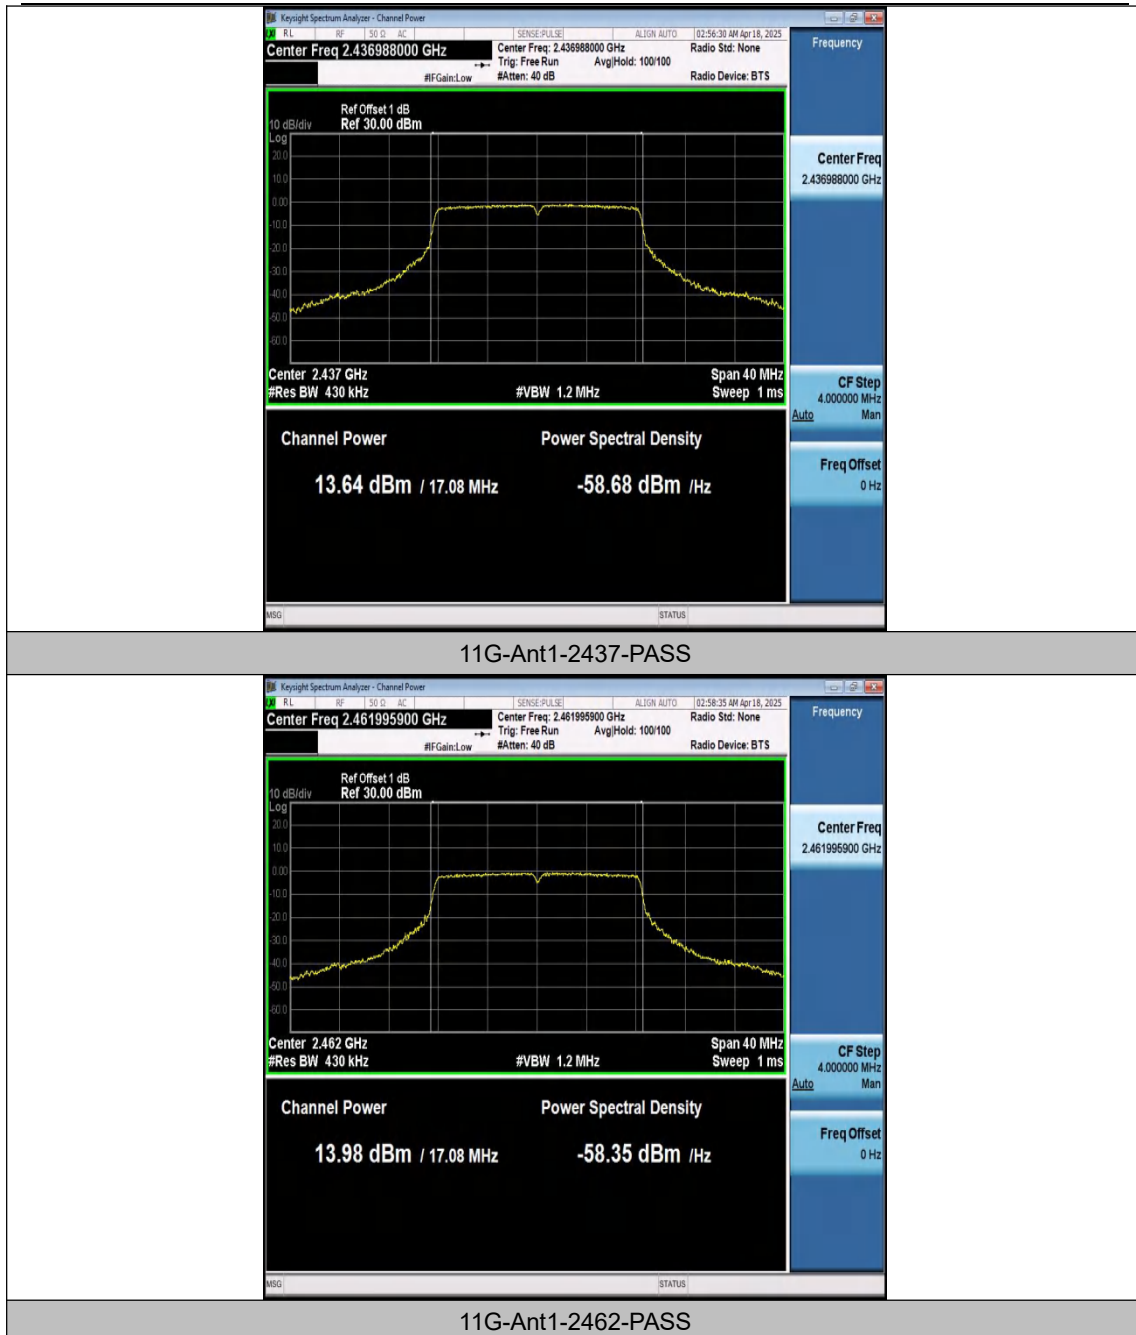 Keysight Spectrum Analyzer - Channel Power
RL RF 50 Ω AC SENSE:PULSE ALIGN AUTO 02:56:30 AM Apr 18, 2025
Center Freq 2.436988000 GHz Center Freq: 2.436988000 GHz Radio Std: None Frequency
Trig: Free Run Avg|Hold: 100/100
#IFGain:Low #Atten: 40 dB Radio Device: BTS
Ref Offset 1 dB
10 dB/div Ref 30.00 dBm
Log
20.0
10.0
0.00
-10.0
-20.0
-30.0
-40.0
-50.0
-60.0
Center Freq
2.436988000 GHz
Center 2.437 GHz Span 40 MHz
#Res BW 430 kHz #VBW 1.2 MHz Sweep 1 ms
CF Step
4.000000 MHz
Auto Man
Channel Power Power Spectral Density
13.64 dBm / 17.08 MHz -58.68 dBm /Hz
Freq Offset
0 Hz
MSG STATUS
11G-Ant1-2437-PASS
Keysight Spectrum Analyzer - Channel Power
RL RF 50 Ω AC SENSE:PULSE ALIGN AUTO 02:58:35 AM Apr 18, 2025
Center Freq 2.461995900 GHz Center Freq: 2.461995900 GHz Radio Std: None Frequency
Trig: Free Run Avg|Hold: 100/100
#IFGain:Low #Atten: 40 dB Radio Device: BTS
Ref Offset 1 dB
10 dB/div Ref 30.00 dBm
Log
20.0
10.0
0.00
-10.0
-20.0
-30.0
-40.0
-50.0
-60.0
Center Freq
2.461995900 GHz
Center 2.462 GHz Span 40 MHz
#Res BW 430 kHz #VBW 1.2 MHz Sweep 1 ms
CF Step
4.000000 MHz
Auto Man
Channel Power Power Spectral Density
13.98 dBm / 17.08 MHz -58.35 dBm /Hz
Freq Offset
0 Hz
MSG STATUS
11G-Ant1-2462-PASS